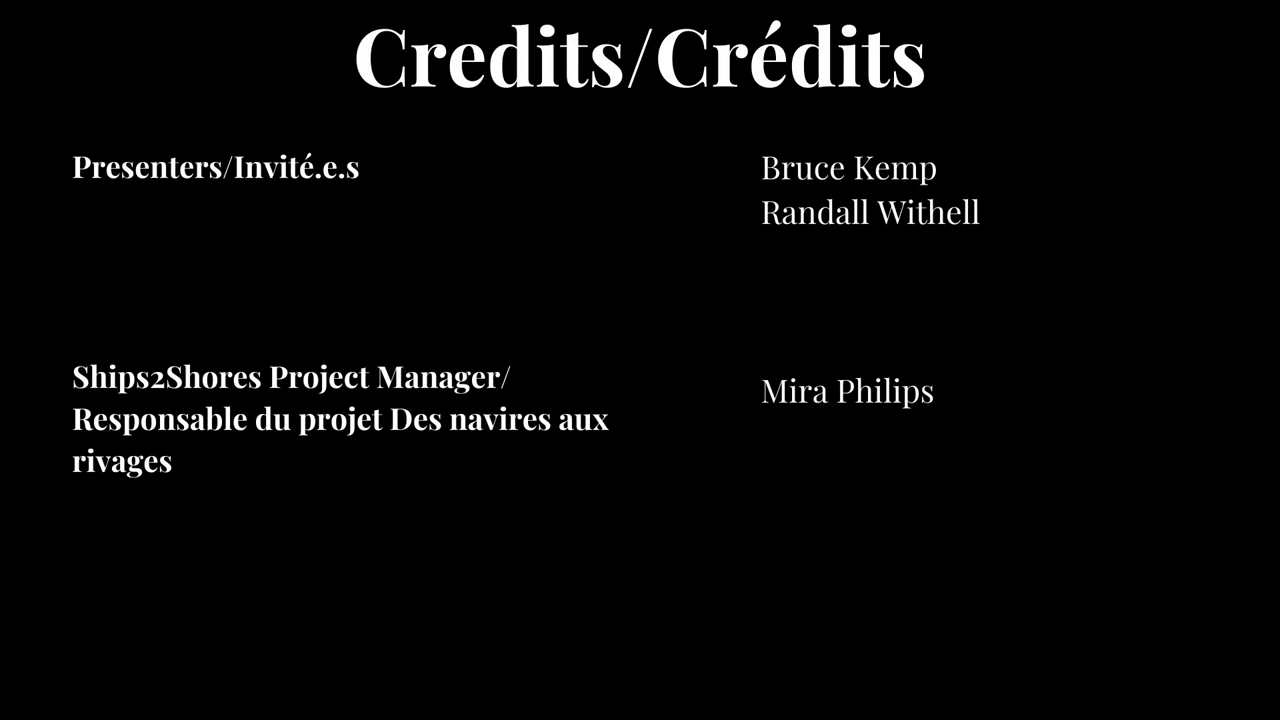 Credits/Crédits
Presenters/Invité.e.s
Bruce Kemp
Randall Withell
Ships2Shores Project Manager/
Responsable du projet Des navires aux
rivages
Mira Philips